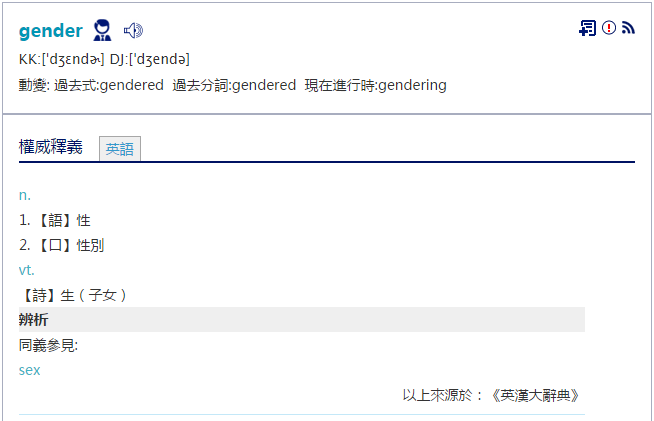 gender
KK:[ˈdʒɛndɚ] DJ:[ˈdʒendə]
動變: 過去式:gendered 過去分詞:gendered 現在進行時:gendering
權威釋義 英語
n.
1. 【語】性
2. 【口】性別
vt.
【詩】生（子女）
辨析
同義參見:
sex
以上來源於：《英漢大辭典》